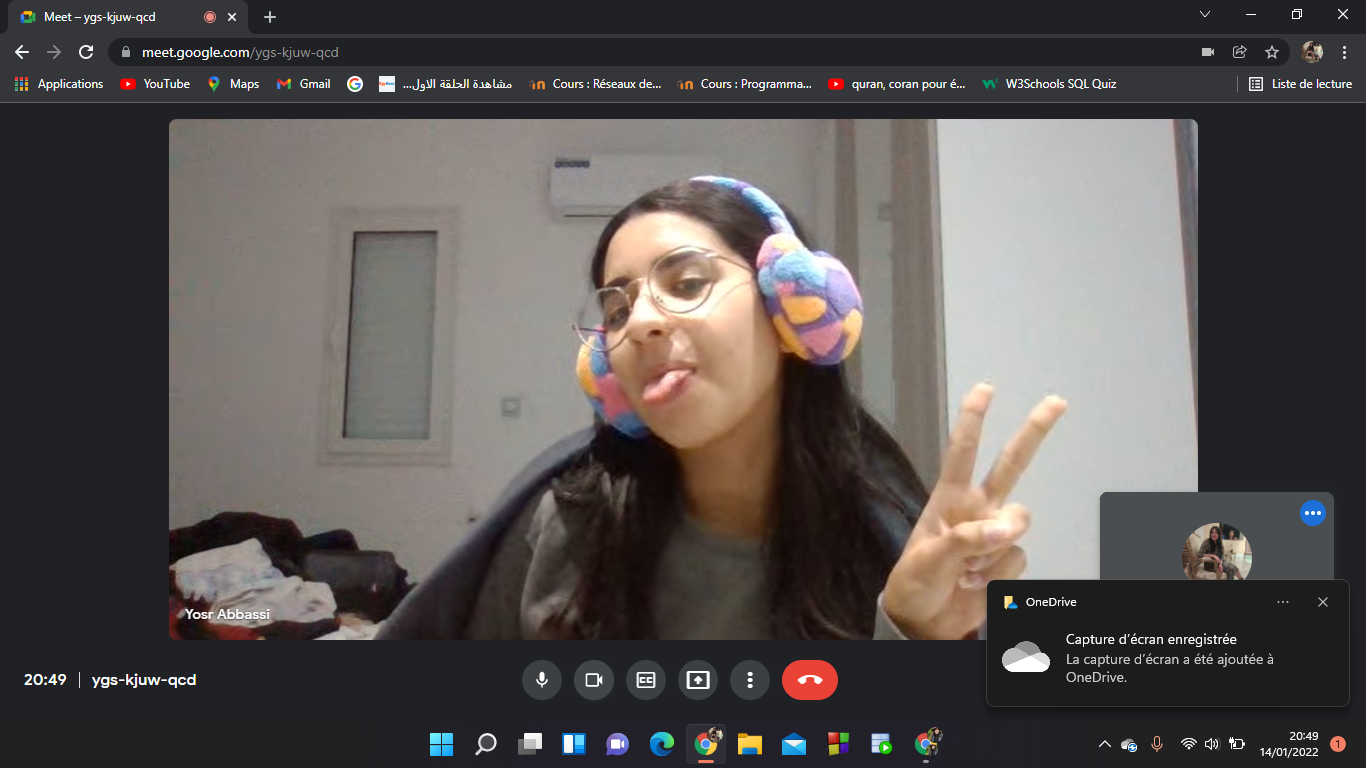 Meet – ygs-kjuw-qcd
meet.google.com/ygs-kjuw-qcd
Applications
YouTube
Maps
Gmail
مشاهدة الحلقة الاول...
Cours : Réseaux de...
Cours : Programma...
quran, coran pour é...
W3Schools SQL Quiz
Liste de lecture
Yosr Abbassi
OneDrive
Capture d'écran enregistrée
La capture d'écran a été ajoutée à
OneDrive.
20:49 | ygs-kjuw-qcd
20:49
14/01/2022
1